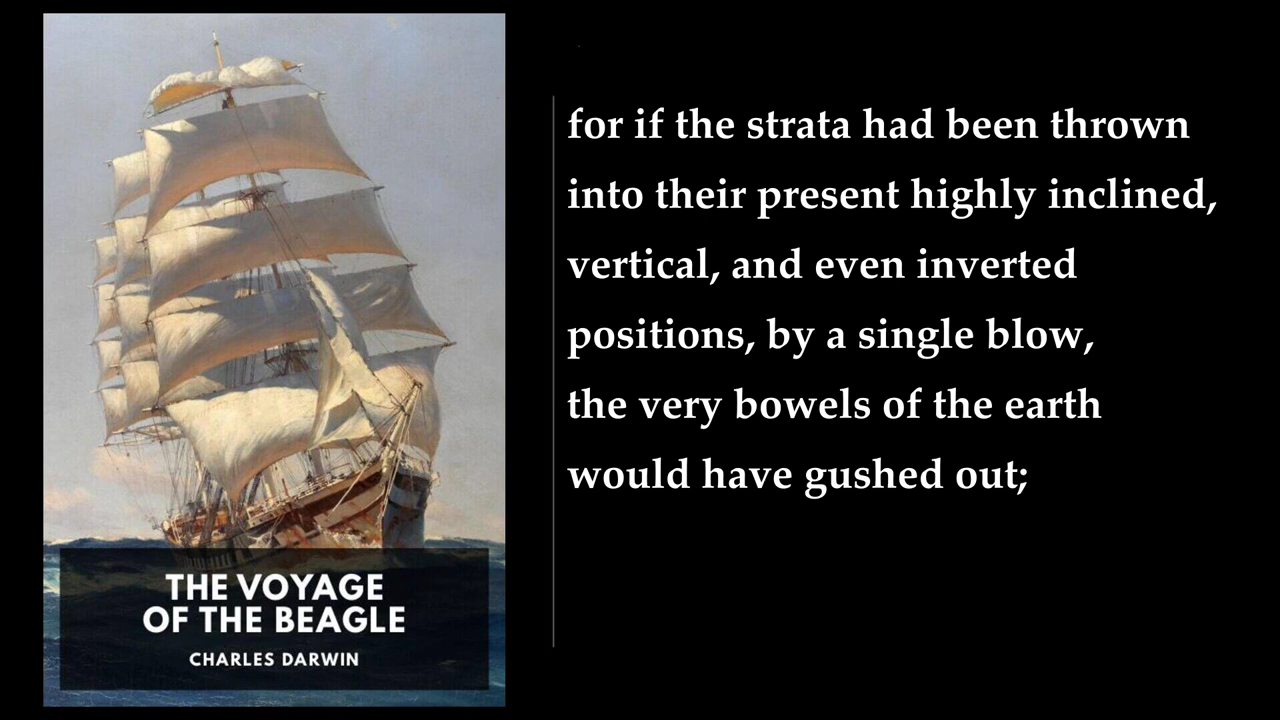 THE VOYAGE
OF THE BEAGLE
CHARLES DARWIN
for if the strata had been thrown
into their present highly inclined,
vertical, and even inverted
positions, by a single blow,
the very bowels of the earth
would have gushed out;